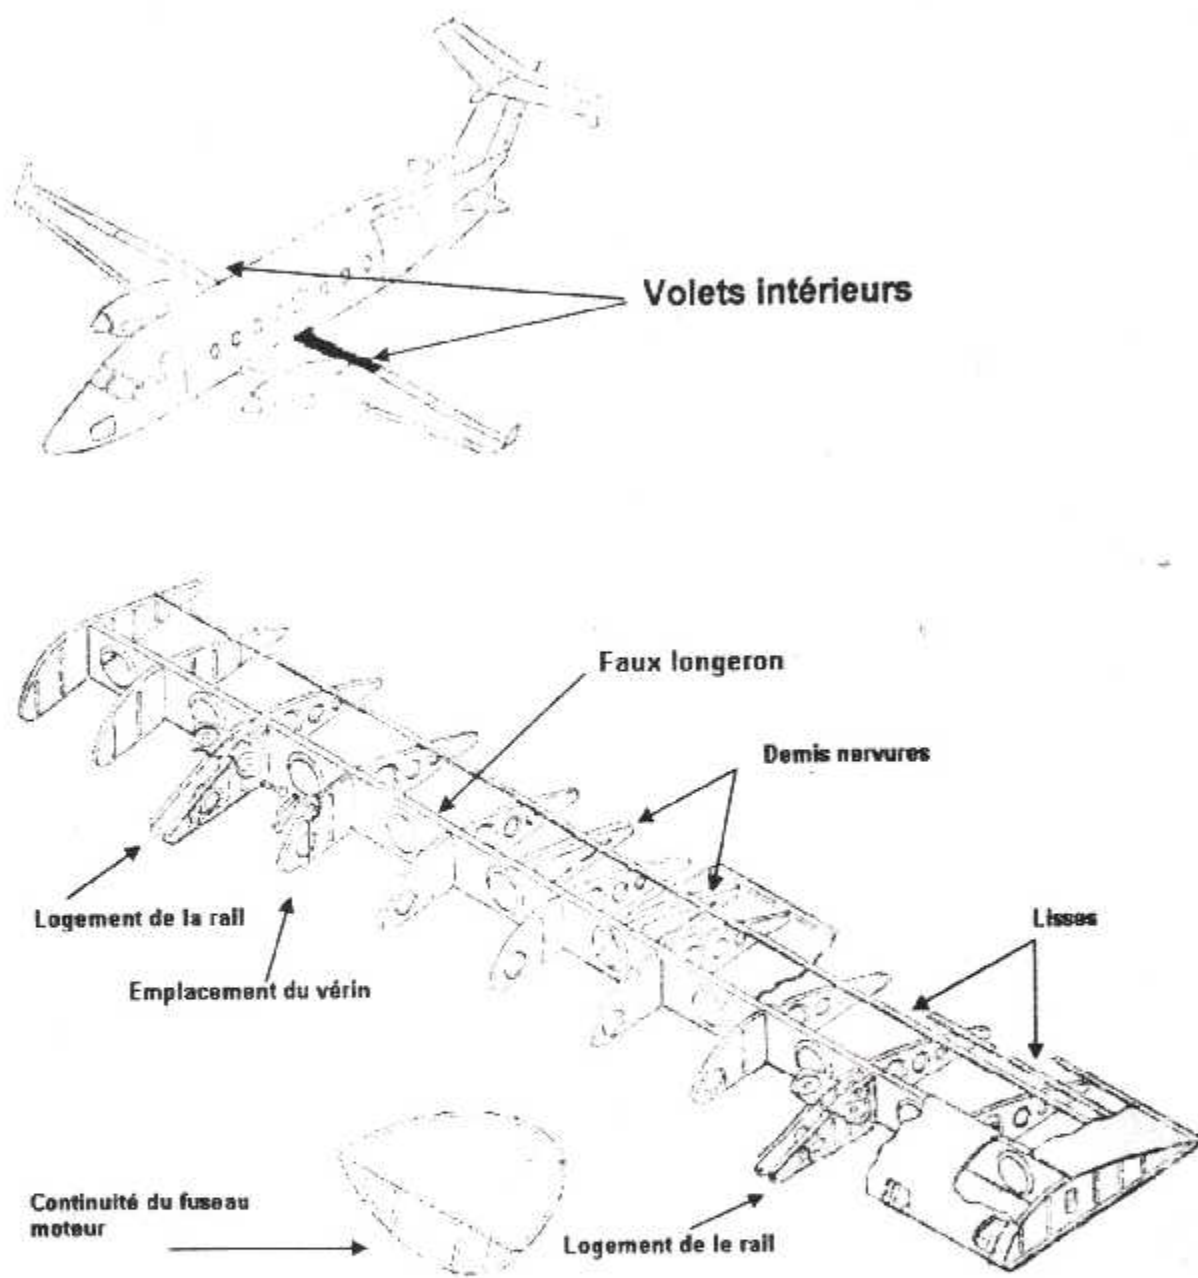 Volets intérieurs
Faux longeron
Demis nervures
Logement de la rail
Lisses
Emplacement du vérin
Continuité du fuseau
moteur
Logement de le rail